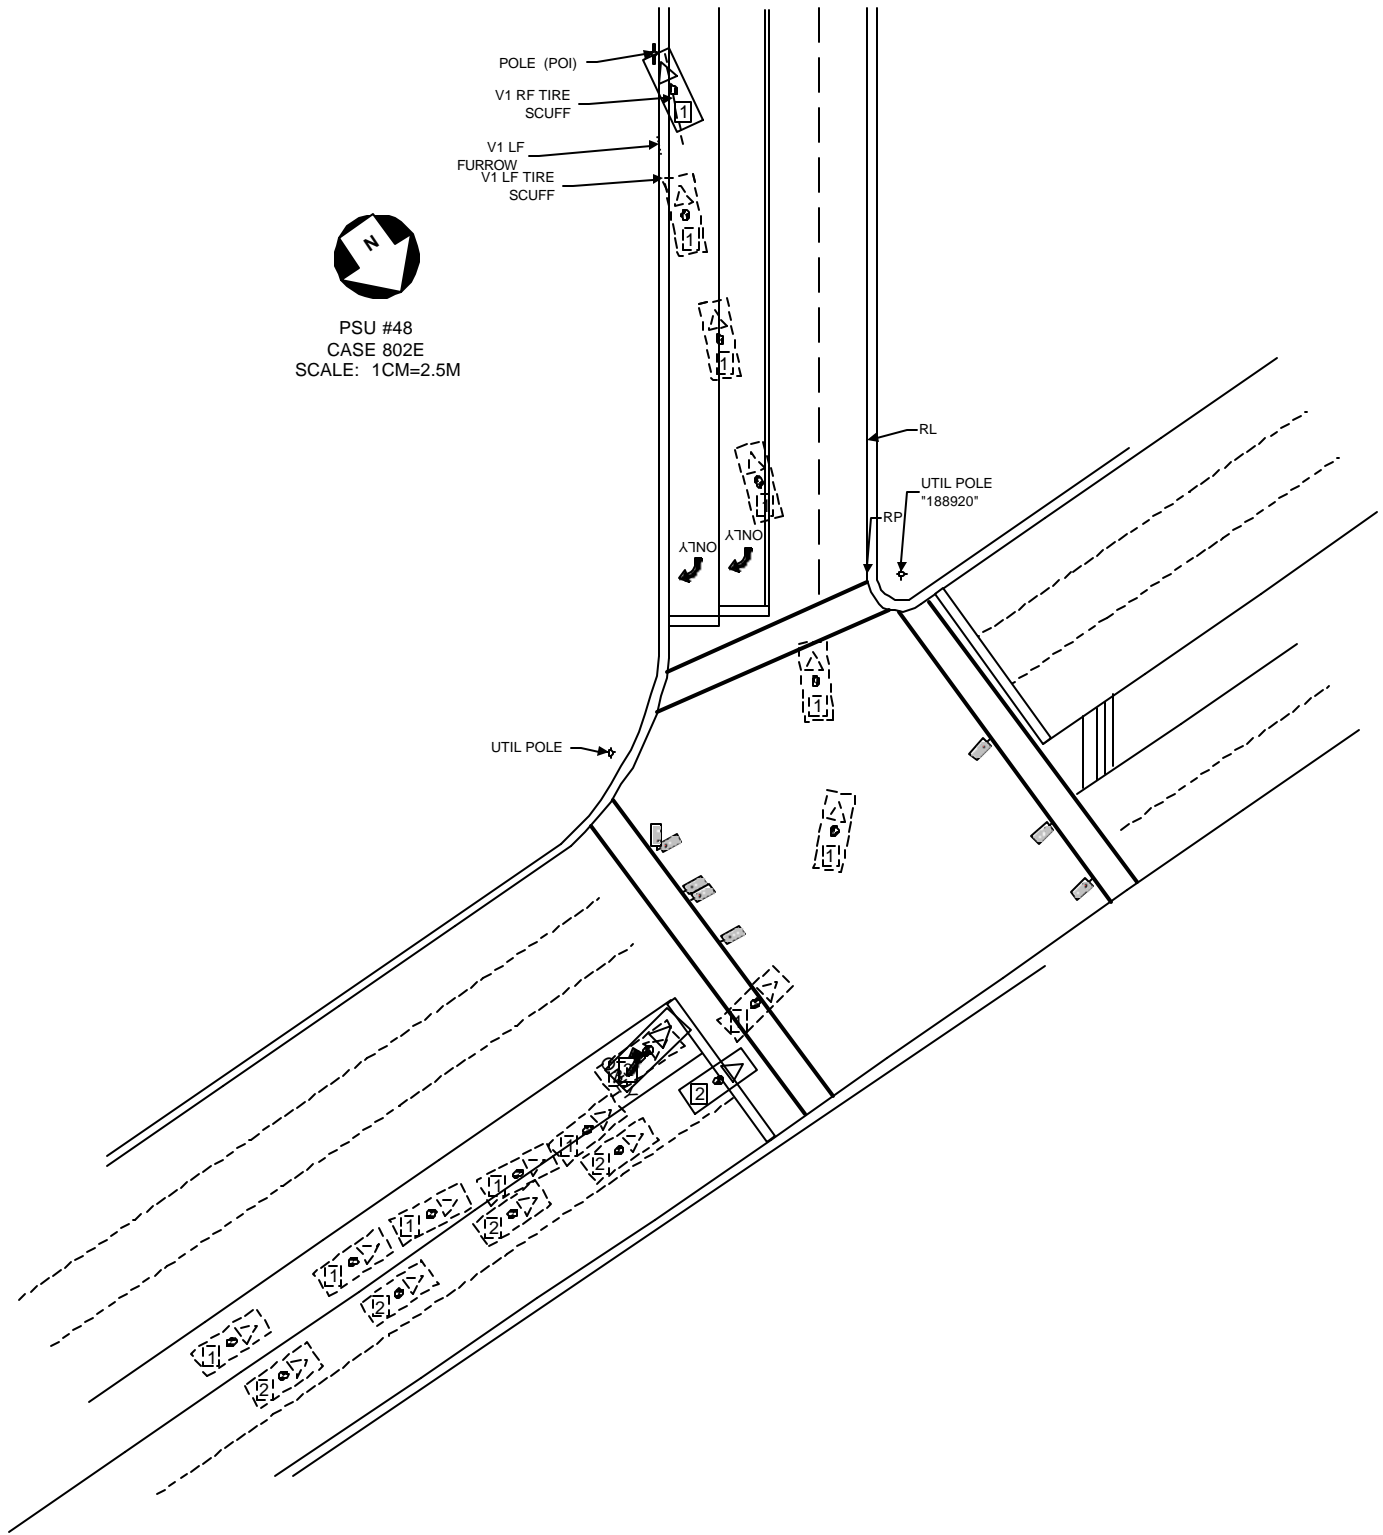 POLE (POI)
V1 RF TIRE
SCUFF
1
V1 LF
FURROW
V1 LF TIRE
SCUFF
1
N
PSU #48
CASE 802E
SCALE: 1CM=2.5M
1
RL
UTIL POLE
"188920"
1
RP
ONLY
ONLY
1
UTIL POLE
1
1
2
2
1
2
1
2
1
1
2
1
2